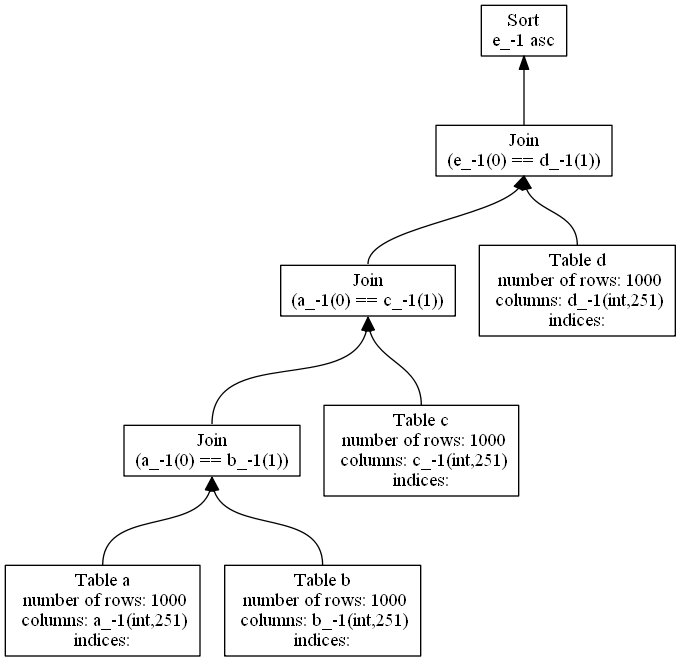 Sort
e_-1 asc
Join
(e_-1(0) == d_-1(1))
Join
(a_-1(0) == c_-1(1))
Table d
number of rows: 1000
columns: d_-1(int,251)
indices:
Join
(a_-1(0) == b_-1(1))
Table c
number of rows: 1000
columns: c_-1(int,251)
indices:
Table a
number of rows: 1000
columns: a_-1(int,251)
indices:
Table b
number of rows: 1000
columns: b_-1(int,251)
indices: